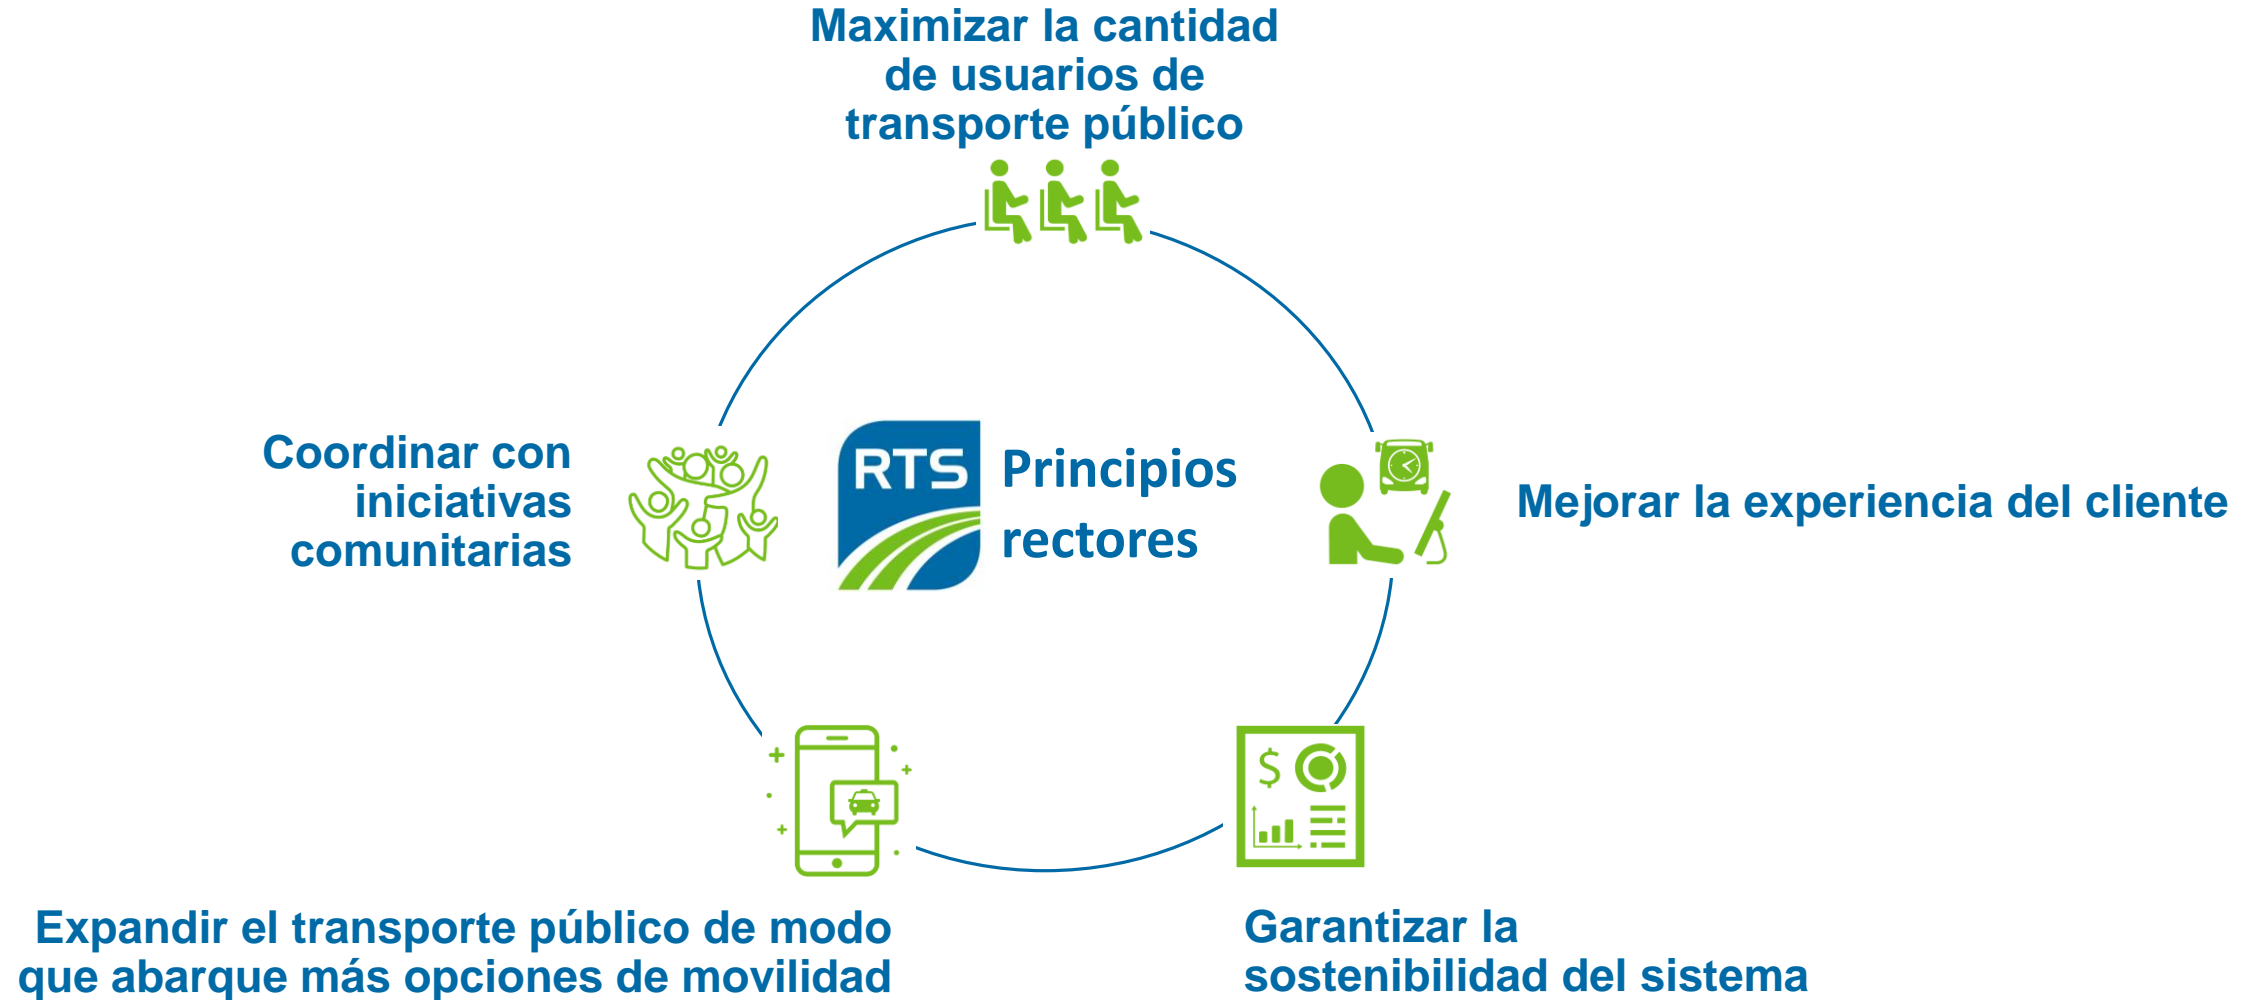 Maximizar la cantidad
de usuarios de
transporte público
Coordinar con
iniciativas
comunitarias
RTS
Principios
rectores
Mejorar la experiencia del cliente
$
Expandir el transporte público de modo
que abarque más opciones de movilidad
Garantizar la
sostenibilidad del sistema